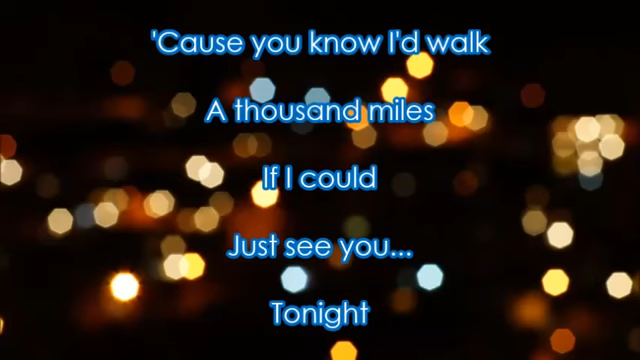 'Cause you know I'd walk
A thousand miles
If I could
Just see you...
Tonight